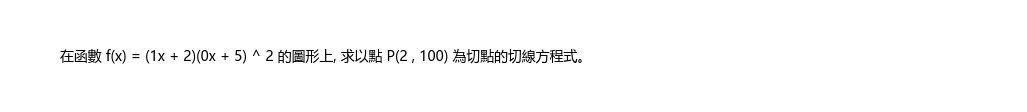 在函數 f(x) = (1x + 2)(0x + 5) ^ 2 的圖形上, 求以點 P(2 , 100) 為切點的切線方程式。